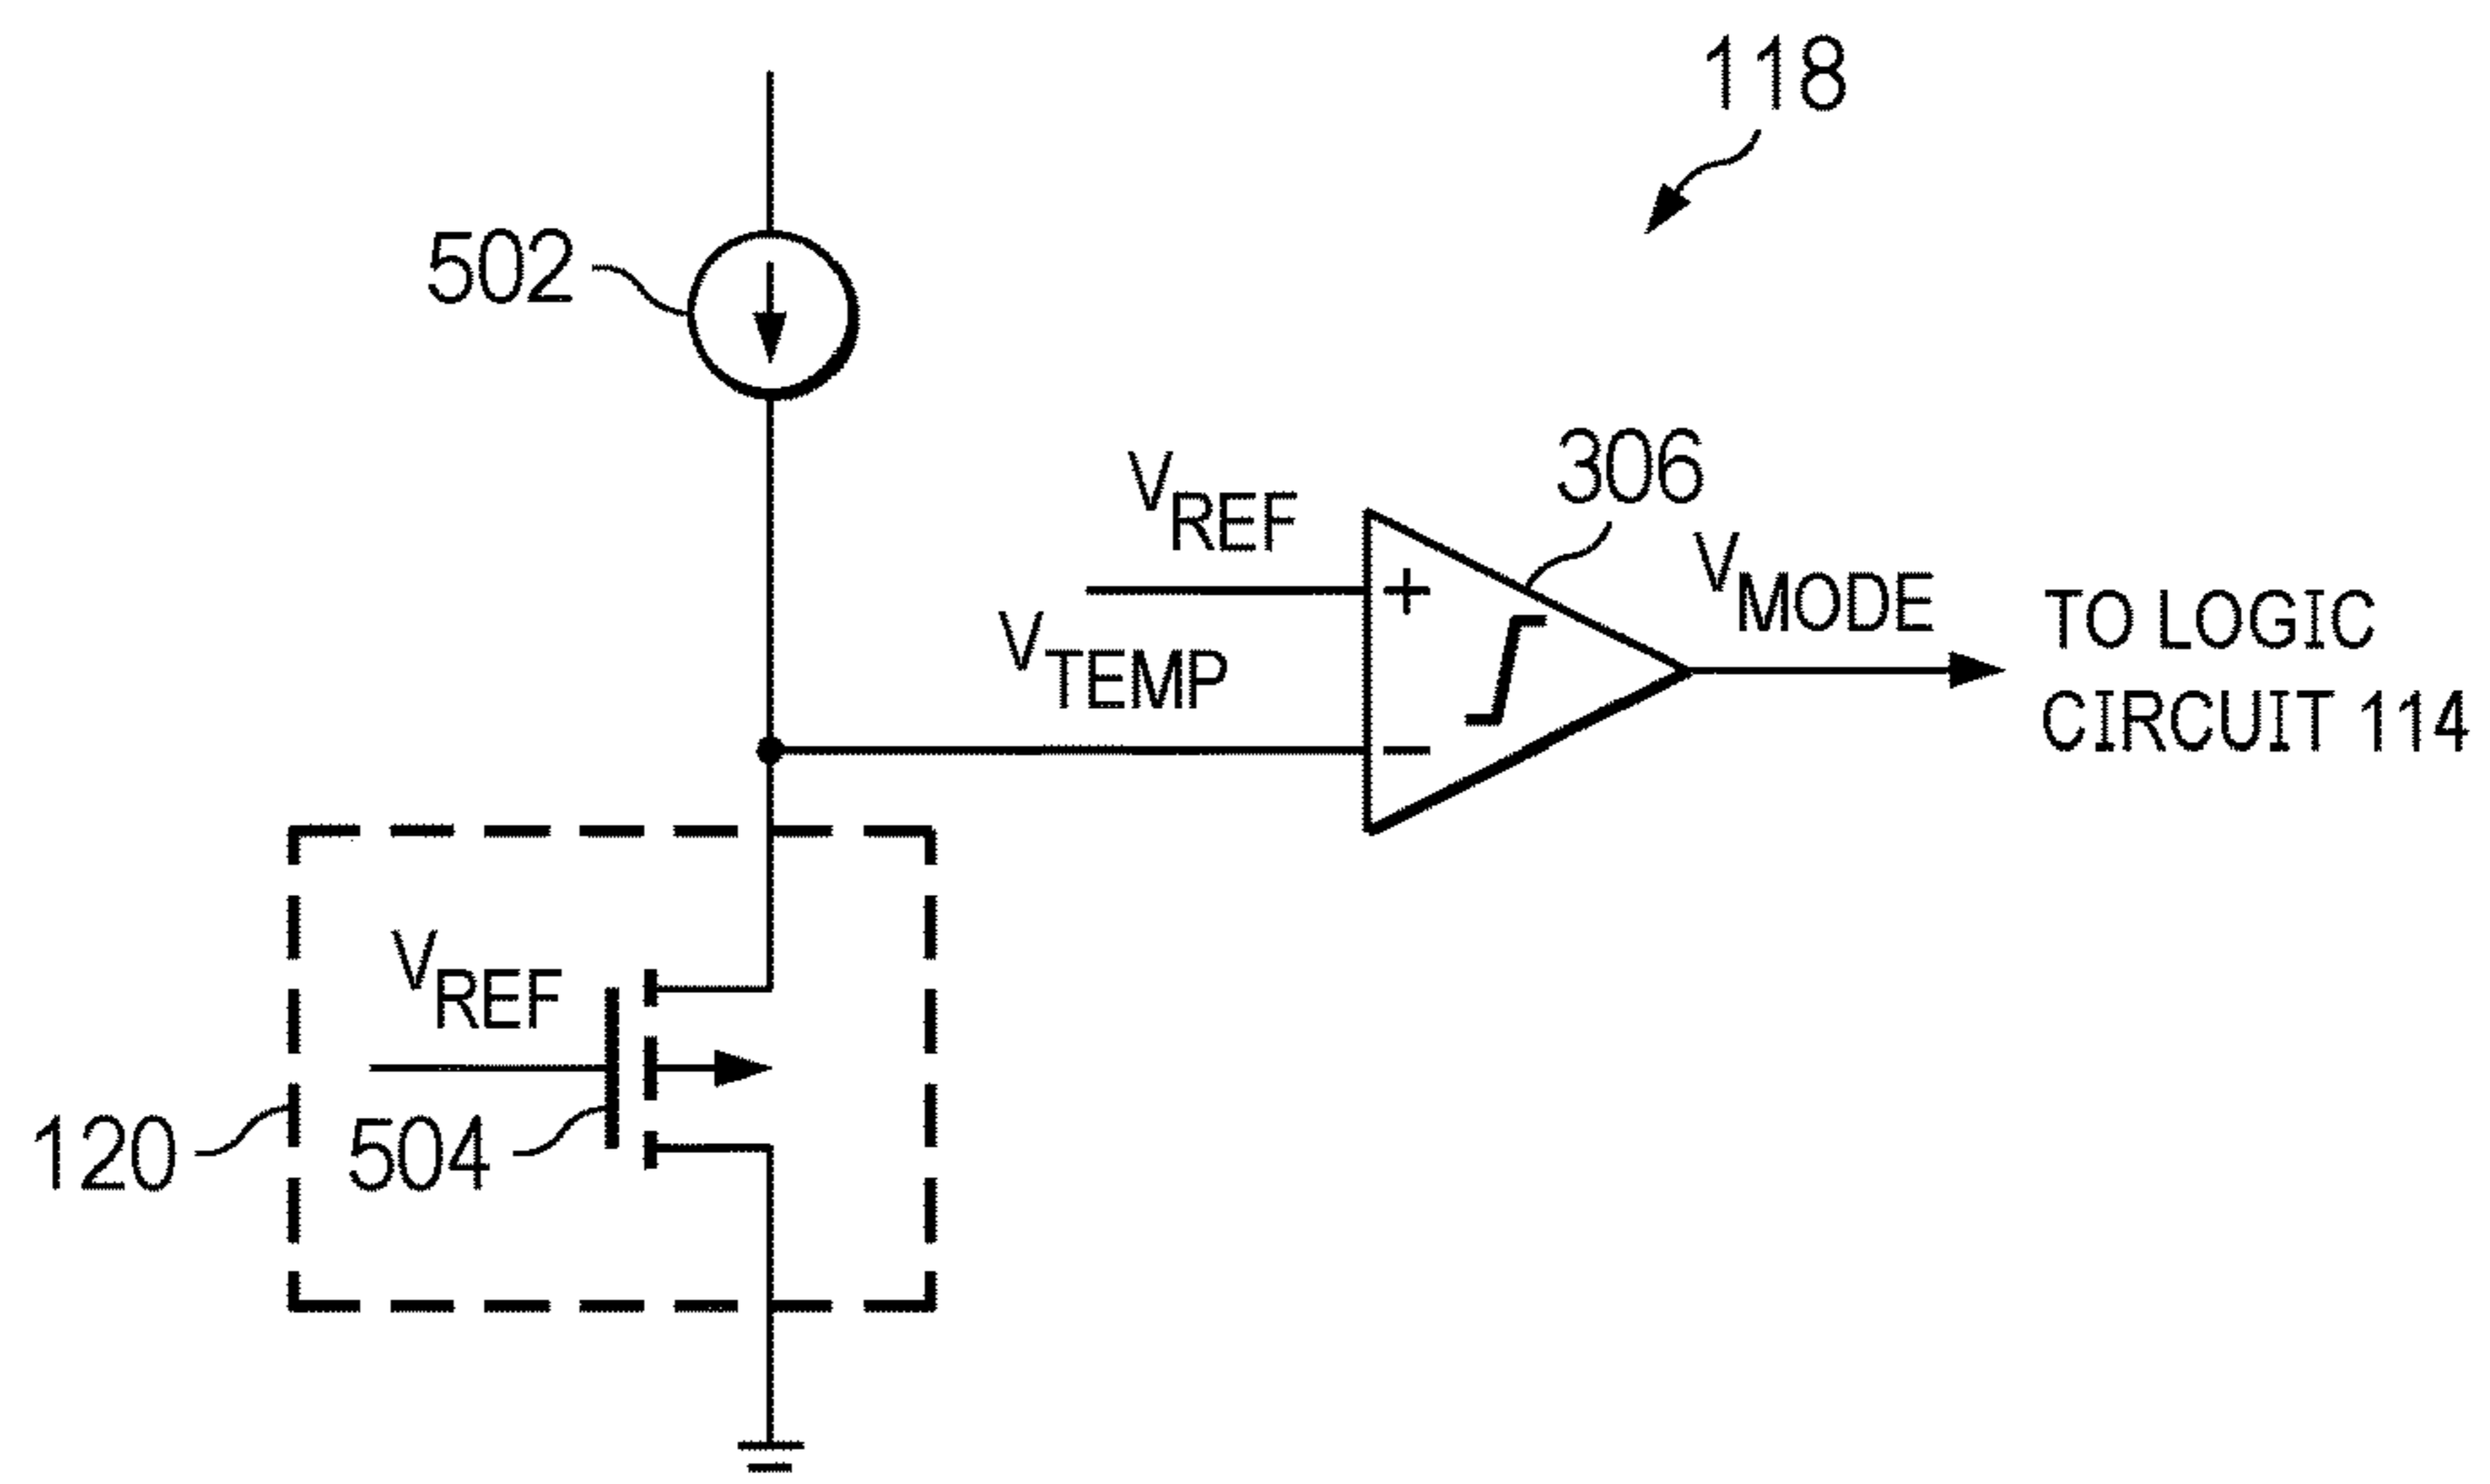 118
502
306
VREF
VMODE
TO LOGIC
CIRCUIT 114
VTEMP
+
−
VREF
120
504